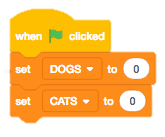 when clicked
set DOGS to 0
set CATS to 0